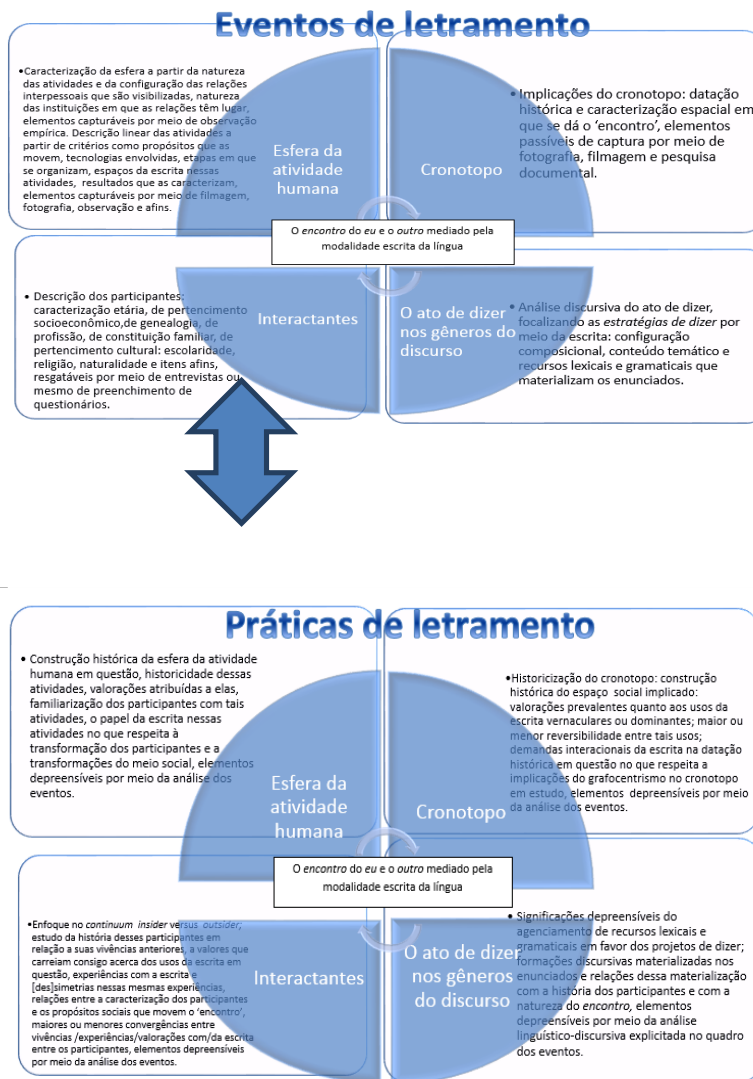 Eventos de letramento
•Caracterização da esfera a partir da natureza
das atividades e da configuração das relações
interpessoais que são visibilizadas, natureza
das instituições em que as relações têm lugar,
elementos capturáveis por meio de observação
empírica. Descrição linear das atividades a
partir de critérios como propósitos que as
movem, tecnologias envolvidas, etapas em que
se organizam, espaços da escrita nessas
atividades, resultados que as caracterizam,
elementos capturáveis por meio de filmagem,
fotografia, observação e afins.
Esfera da
atividade
humana
Cronotopo
• Implicações do cronotopo: datação
histórica e caracterização espacial em
que se dá o ‘encontro’, elementos
passíveis de captura por meio de
fotografia, filmagem e pesquisa
documental.
O encontro do eu e o outro mediado pela
modalidade escrita da língua
• Descrição dos participantes:
caracterização etária, de pertencimento
socioeconômico,de genealogia, de
profissão, de constituição familiar, de
pertencimento cultural: escolaridade,
religião, naturalidade e itens afins,
resgatáveis por meio de entrevistas ou
mesmo de preenchimento de
questionários.
Interactantes
O ato de dizer
nos gêneros do
discurso
• Análise discursiva do ato de dizer,
focalizando as estratégias de dizer por
meio da escrita: configuração
composicional, conteúdo temático e
recursos lexicais e gramaticais que
materializam os enunciados.
Práticas de letramento
• Construção histórica da esfera da atividade
humana em questão, historicidade dessas
atividades, valorações atribuídas a elas,
familiarização dos participantes com tais
atividades, o papel da escrita nessas
atividades no que respeita à
transformação dos participantes e a
transformações do meio social, elementos
depreensíveis por meio da análise dos
eventos.
Esfera da
atividade
humana
Cronotopo
•Historicização do cronotopo: construção
histórica do espaço social implicado:
valorações prevalentes quanto aos usos da
escrita vernaculares ou dominantes; maior ou
menor reversibilidade entre tais usos;
demandas interacionais da escrita na datação
histórica em questão no que respeita a
implicações do grafocentrismo no cronotopo
em estudo, elementos depreensíveis por meio
da análise dos eventos.
O encontro do eu e o outro mediado pela
modalidade escrita da língua
•Enfoque no continuum insider versus outsider;
estudo da história desses participantes em
relação a suas vivências anteriores, a valores que
carreiam consigo acerca dos usos da escrita em
questão, experiências com a escrita e
[des]simetrias nessas mesmas experiências,
relações entre a caracterização dos participantes
e os propósitos sociais que movem o ‘encontro’,
maiores ou menores convergências entre
vivências /experiências/valorações com/da escrita
entre os participantes, elementos depreensíveis
por meio da análise dos eventos.
Interactantes
O ato de dizer
nos gêneros
do discurso
• Significações depreensíveis do
agenciamento de recursos lexicais e
gramaticais em favor dos projetos de dizer;
formações discursivas materializadas nos
enunciados e relações dessa materialização
com a história dos participantes e com a
natureza do encontro, elementos
depreensíveis por meio da análise
linguístico-discursiva explicitada no quadro
dos eventos.